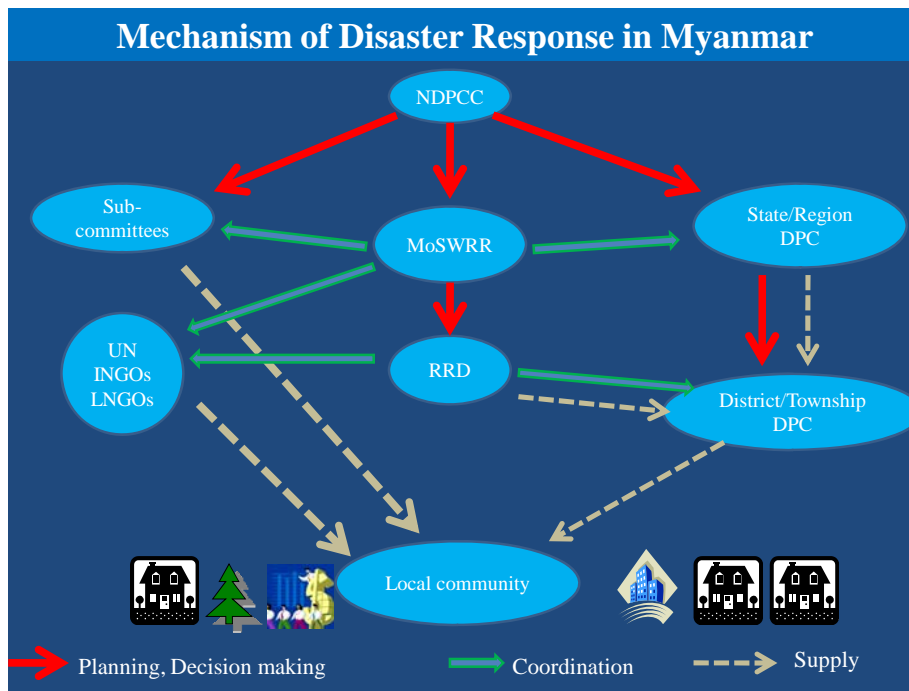 Mechanism of Disaster Response in Myanmar
NDPCC
Sub-
committees
MoSWRR
State/Region
DPC
UN
INGOs
LNGOs
RRD
District/Township
DPC
Local community
Planning, Decision making
Coordination
Supply